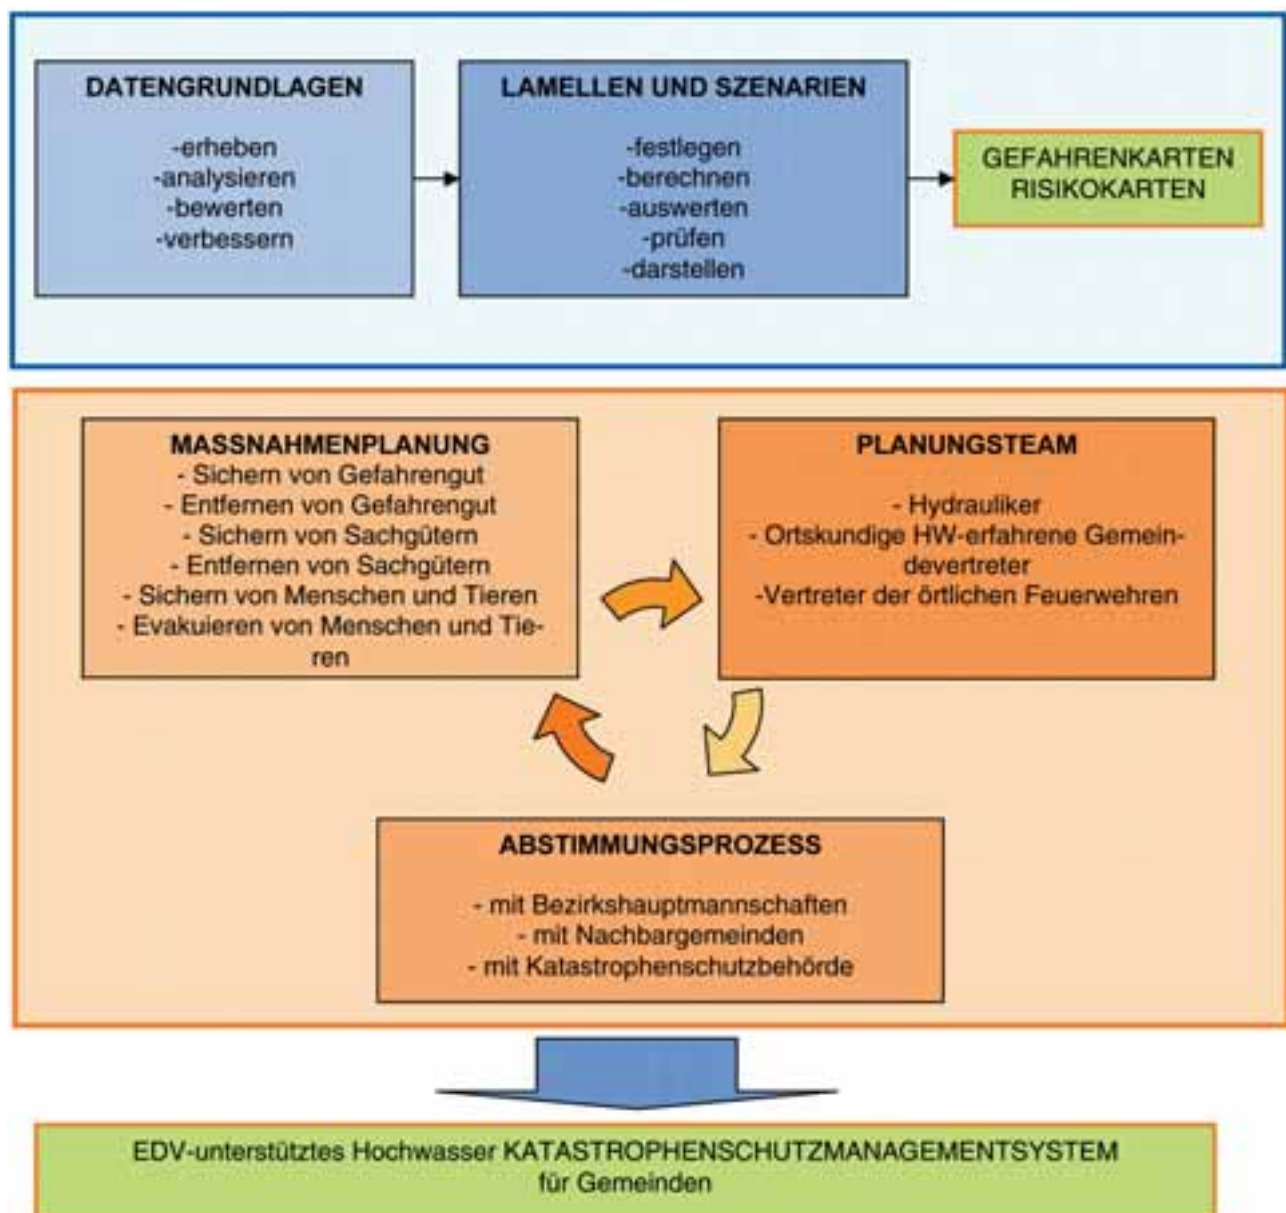 DATENGRUNDLAGEN
-erheben
-analysieren
-bewerten
-verbessern
LAMELLEN UND SZENARIEN
-festlegen
-berechnen
-auswerten
-prüfen
-darstellen
GEFAHRENKARTEN
RISIKOKARTEN
MASSNAHMENPLANUNG
- Sichern von Gefahrengut
- Entfernen von Gefahrengut
- Sichern von Sachgütern
- Entfernen von Sachgütern
- Sichern von Menschen und Tieren
- Evakuieren von Menschen und Tie-
ren
PLANUNGSTEAM
- Hydrauliker
- Ortskundige HW-erfahrene Gemein-
devertreter
-Vertreter der örtlichen Feuerwehren
ABSTIMMUNGSPROZESS
- mit Bezirkshauptmannschaften
- mit Nachbargemeinden
- mit Katastrophenschutzbehörde
EDV-unterstütztes Hochwasser KATASTROPHENSCHUTZMANAGEMENTSYSTEM
für Gemeinden